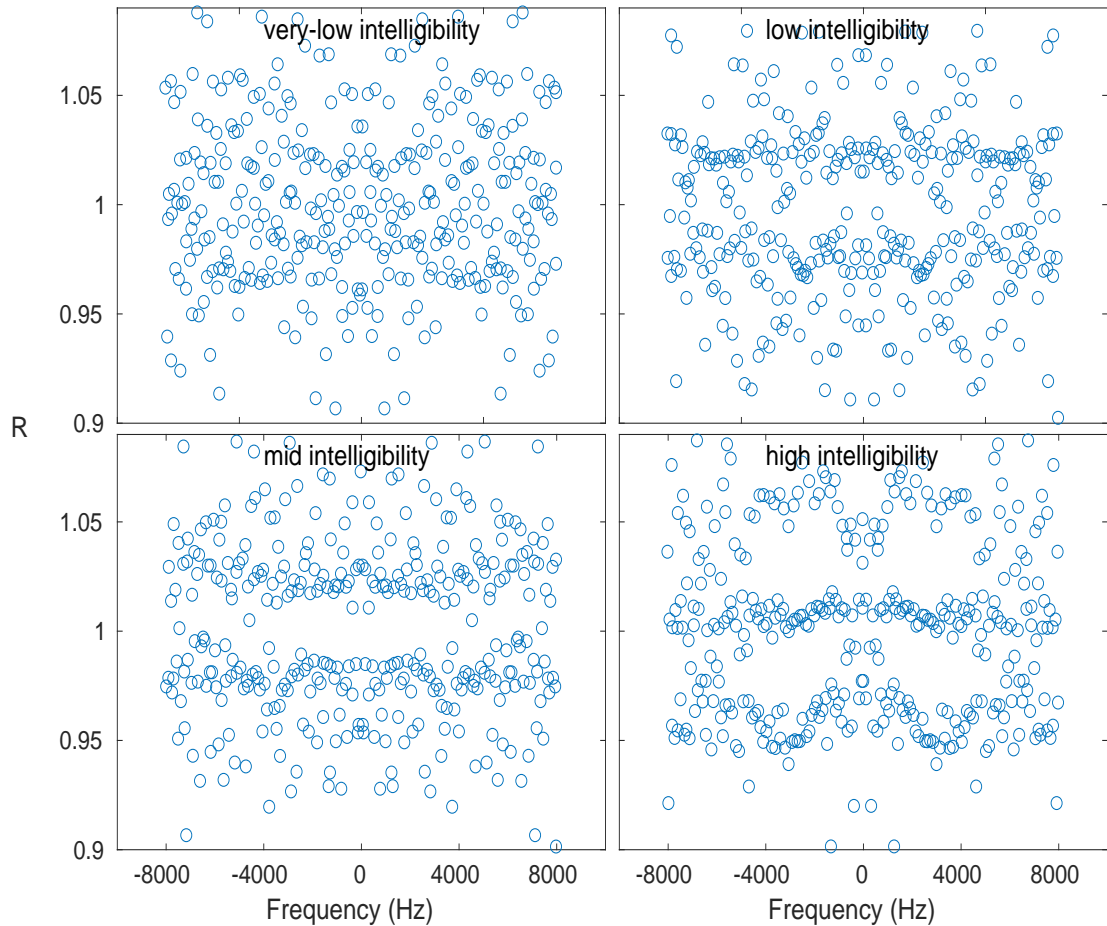 very-low intelligibility
low intelligibility
1.05
1
0.95
0.9
R
mid intelligibility
high intelligibility
1.05
1
0.95
0.9
-8000 -4000 0 4000 8000
-8000 -4000 0 4000 8000
Frequency (Hz)
Frequency (Hz)